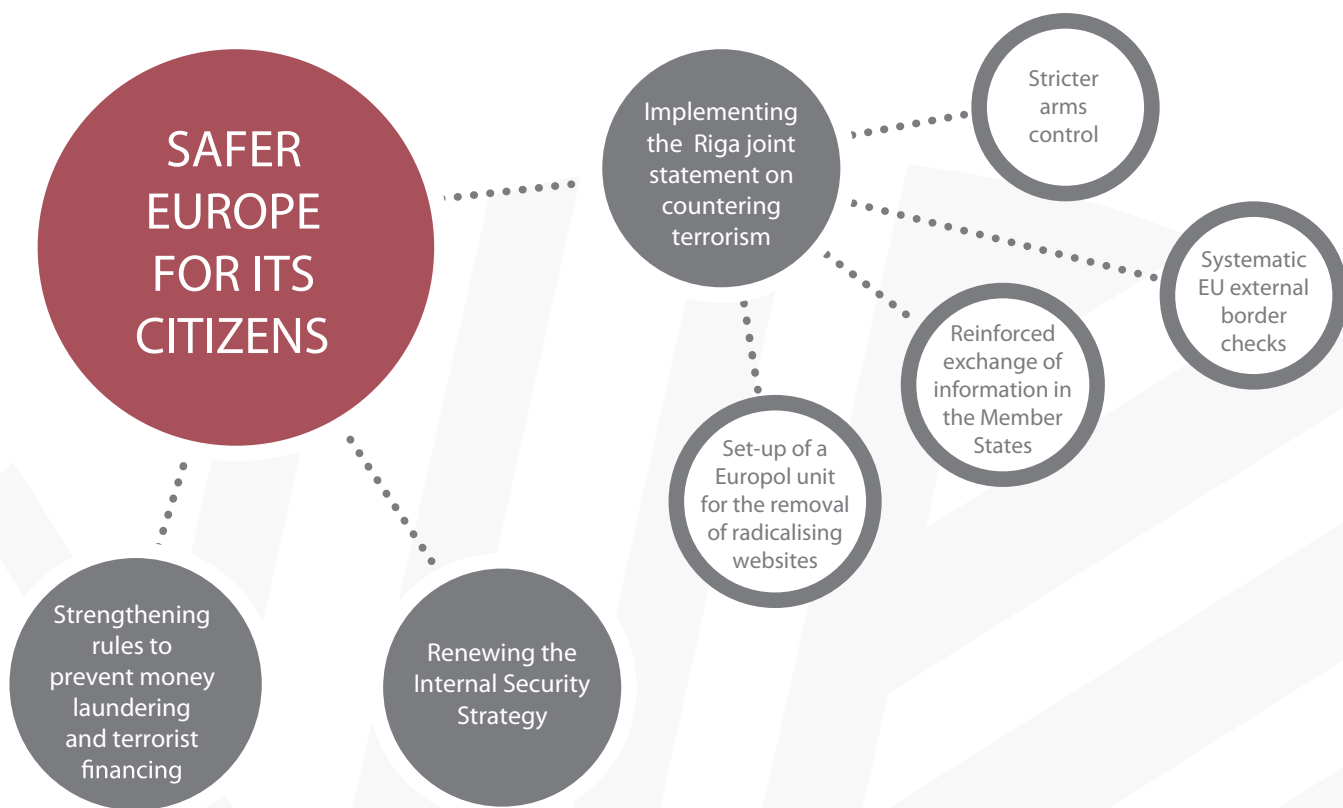 SAFER
EUROPE
FOR ITS
CITIZENS
Implementing
the Riga joint
statement on
countering
terrorism
Stricter
arms
control
Systematic
EU external
border
checks
Reinforced
exchange of
information in
the Member
States
Set-up of a
Europol unit
for the removal
of radicalising
websites
Strengthening
rules to
prevent money
laundering
and terrorist
financing
Renewing the
Internal Security
Strategy